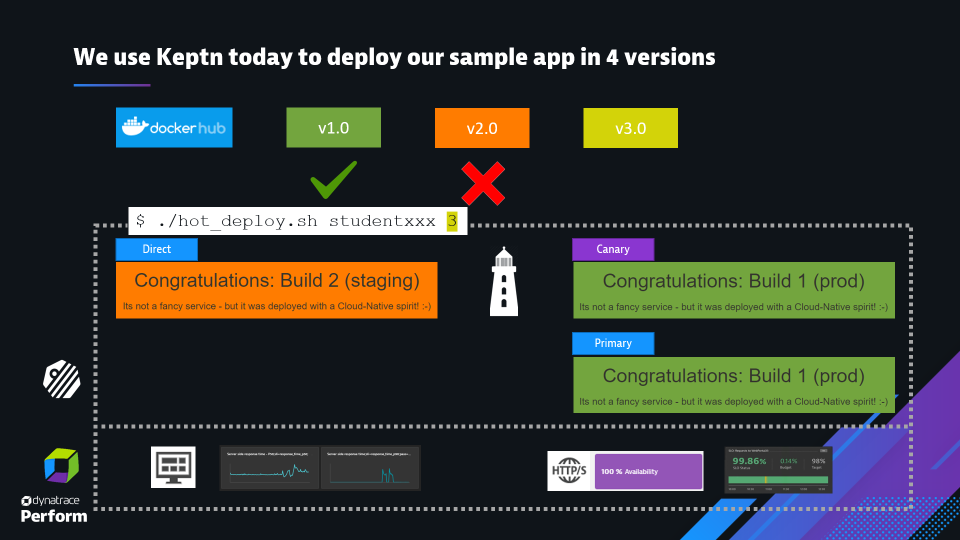 We use Keptn today to deploy our sample app in 4 versions
docker hub
v1.0
v2.0
v3.0
$ ./hot_deploy.sh studentxxx 3
Direct
Congratulations: Build 2 (staging)
Its not a fancy service - but it was deployed with a Cloud-Native spirit! :-)
Canary
Congratulations: Build 1 (prod)
Its not a fancy service - but it was deployed with a Cloud-Native spirit! :-)
Primary
Congratulations: Build 1 (prod)
Its not a fancy service - but it was deployed with a Cloud-Native spirit! :-)
HTTP/S
100 % Availability
99.86%
0.14%
98%
dynatrace
Perform